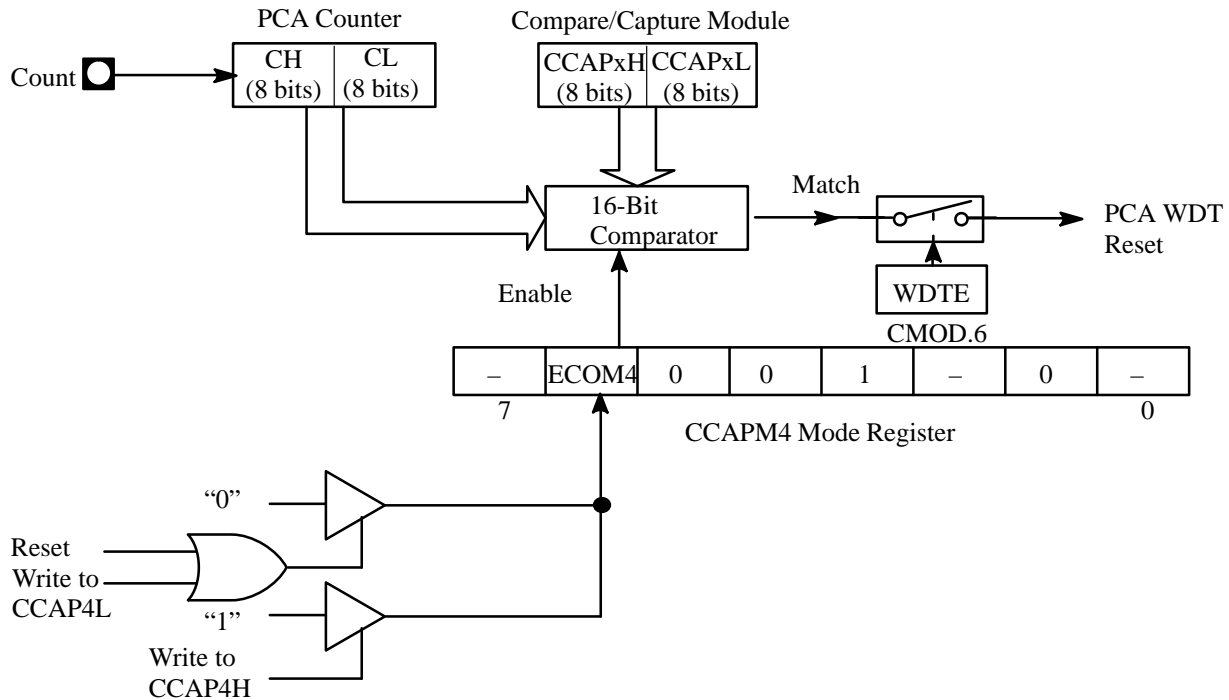 PCA Counter
Compare/Capture Module
Count
CH
(8 bits)
CL
(8 bits)
CCAPxH
(8 bits)
CCAPxL
(8 bits)
16-Bit
Comparator
Match
PCA WDT
Reset
Enable
WDTE
CMOD.6
– ECOM4 0 0 1 – 0 –
7 0
CCAPM4 Mode Register
“0”
Reset
Write to
CCAP4L
“1”
Write to
CCAP4H